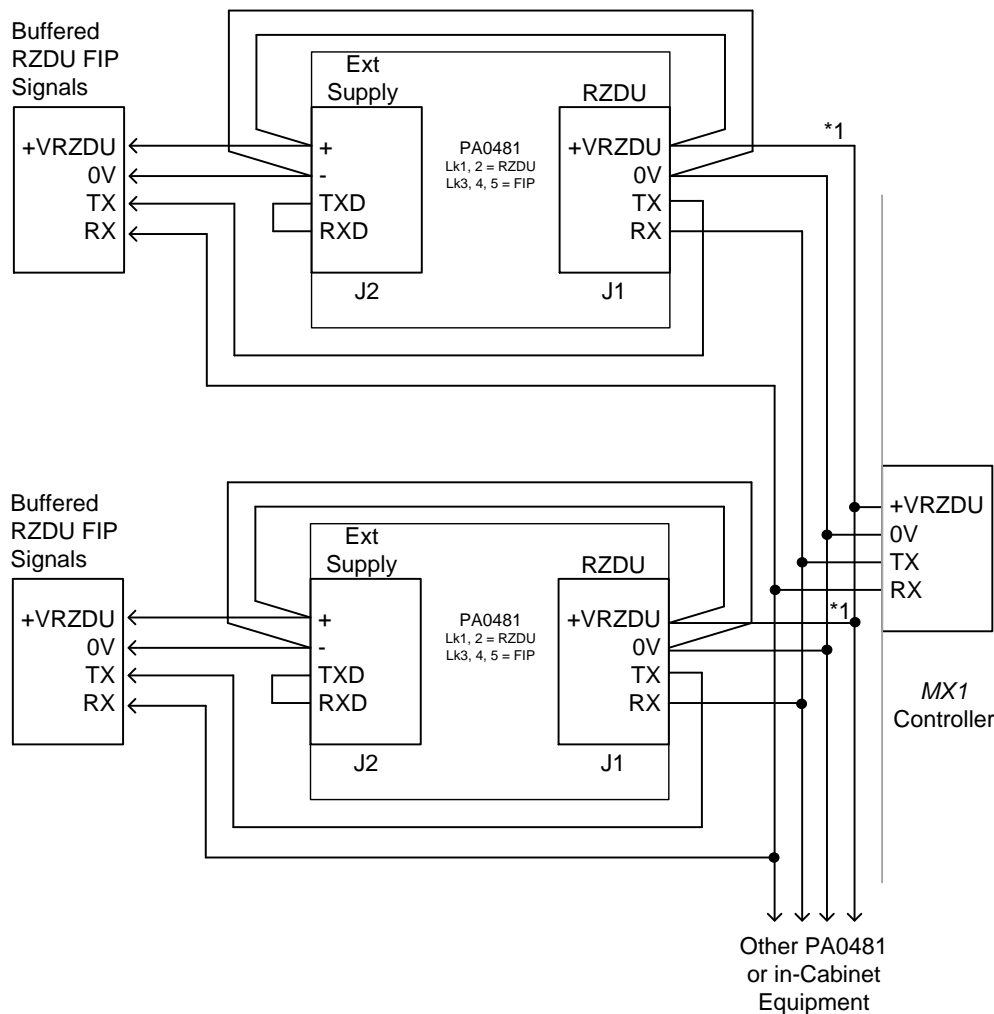 Buffered
RZDU FIP
Signals
+VRZDU
0V
TX
RX
Ext
Supply
+
-
TXD
RXD
J2
PA0481
Lk1, 2 = RZDU
Lk3, 4, 5 = FIP
RZDU
+VRZDU
0V
TX
RX
J1
*1
+VRZDU
0V
TX
RX
*1
MX1
Controller
Buffered
RZDU FIP
Signals
+VRZDU
0V
TX
RX
Ext
Supply
+
-
TXD
RXD
J2
PA0481
Lk1, 2 = RZDU
Lk3, 4, 5 = FIP
RZDU
+VRZDU
0V
TX
RX
J1
Other PA0481
or in-Cabinet
Equipment